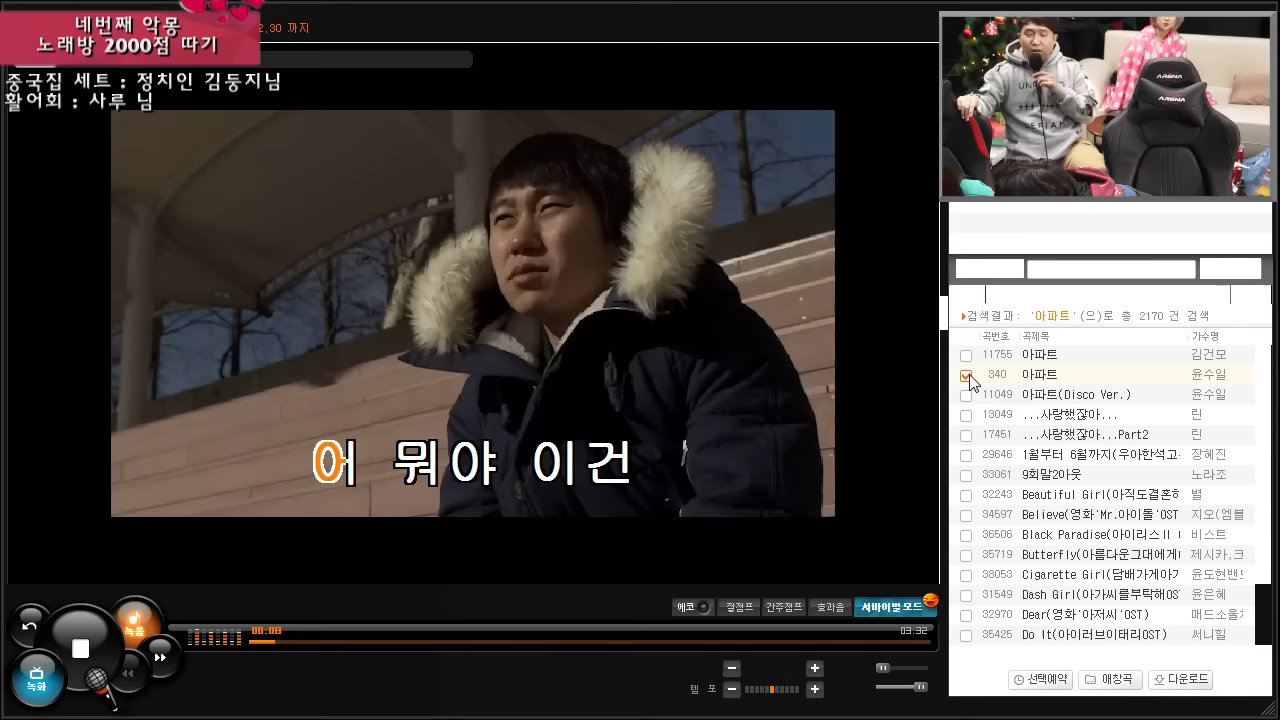 네번째 악몽
노래방 2000점 따기
2,30 까지
중국집 세트 : 정치인 김둥지님
활어회 : 사루 님
어 뭐야 이건
ARENA
ARENA
검색결과: '아파트'(으)로 총 2170 건 검색
곡번호 곡제목 가수명
11755 아파트 김건모
340 아파트 윤수일
11049 아파트(Disco Ver.) 윤수일
13049 ...사랑했잖아... 린
17451 ...사랑했잖아...Part2 린
29646 1월부터 6월까지(우아한석고 장혜진
33061 9회말2아웃 노라조
32243 Beautiful Girl(아직도결혼 별
34597 Believe(영화'Mr.아이돌'OST 지오(엠블
36506 Black Paradise(아이리스Ⅱ 비스트
35719 Butterfly(아름다운그대에게 제시카,크
38053 Cigarette Girl(담배가게아가 윤도현밴
31549 Dash Girl(아가씨를부탁해OS 윤은혜
32970 Dear(영화'아저씨'OST) 매드소울
35425 Do It(아이러브이태리OST) 써니힐
에코 절점프 간주점프 효과음 서바이벌 모드
녹음
녹화
00:08
03:32
템 포
선택예약 애창곡 다운로드